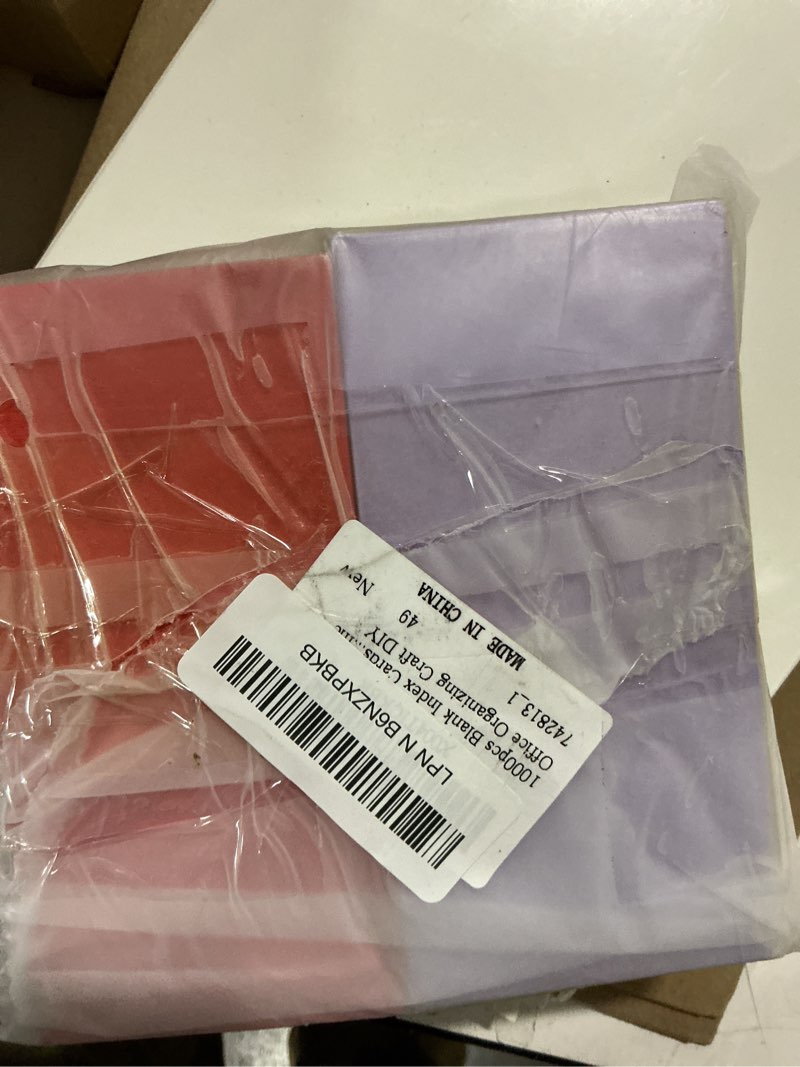 LPN N B6NZXPBKB
1000pcs Blank Index Cards
Office Organizing Craft DIY
742813_1
49
New
MADE IN CHINA